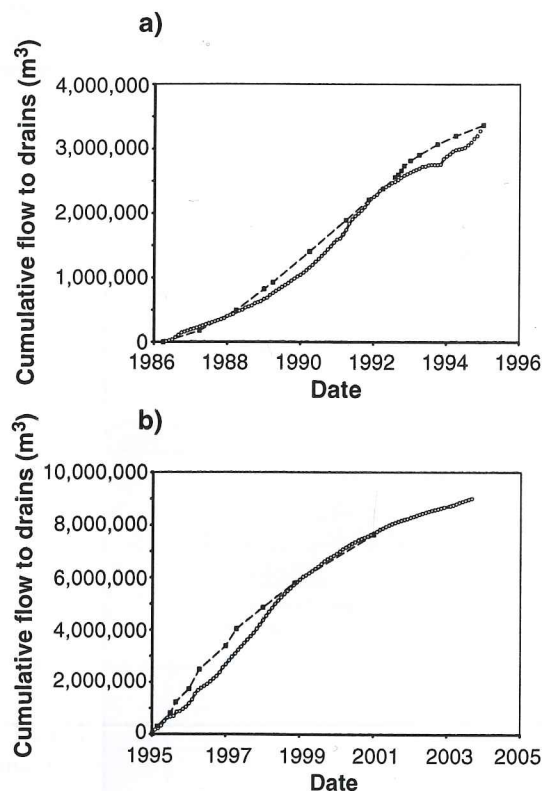 a)
Cumulative flow to drains (m³)
4,000,000
3,000,000
2,000,000
1,000,000
0
1986 1988 1990 1992 1994 1996
Date
b)
Cumulative flow to drains (m³)
10,000,000
8,000,000
6,000,000
4,000,000
2,000,000
0
1995 1997 1999 2001 2003 2005
Date